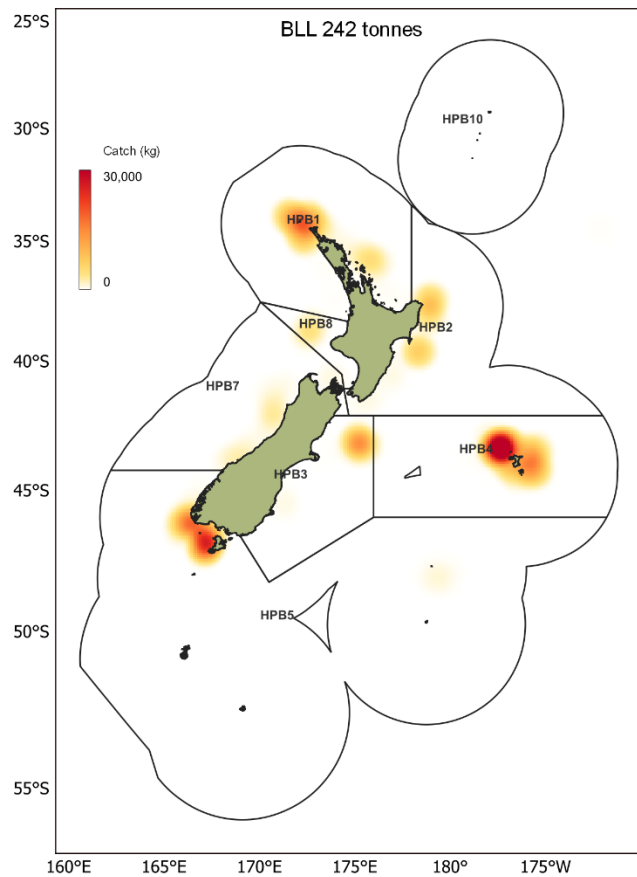 BLL 242 tonnes
25°S
30°S
35°S
40°S
45°S
50°S
55°S
Catch (kg)
30,000
0
HPB10
HPB1
HPB8
HPB2
HPB7
HPB4
HPB3
HPB5
160°E
165°E
170°E
175°E
180°
175°W